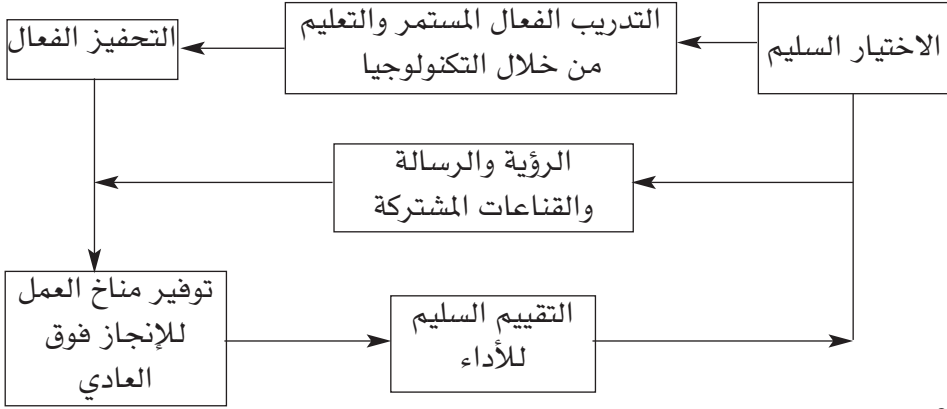 الاختيار السليم
التدريب الفعال المستمر والتعليم
من خلال التكنولوجيا
التحفيز الفعال
الرؤية والرسالة
والقناعات المشتركة
توفير مناخ العمل
للإنجاز فوق
العادي
التقييم السليم
للأداء